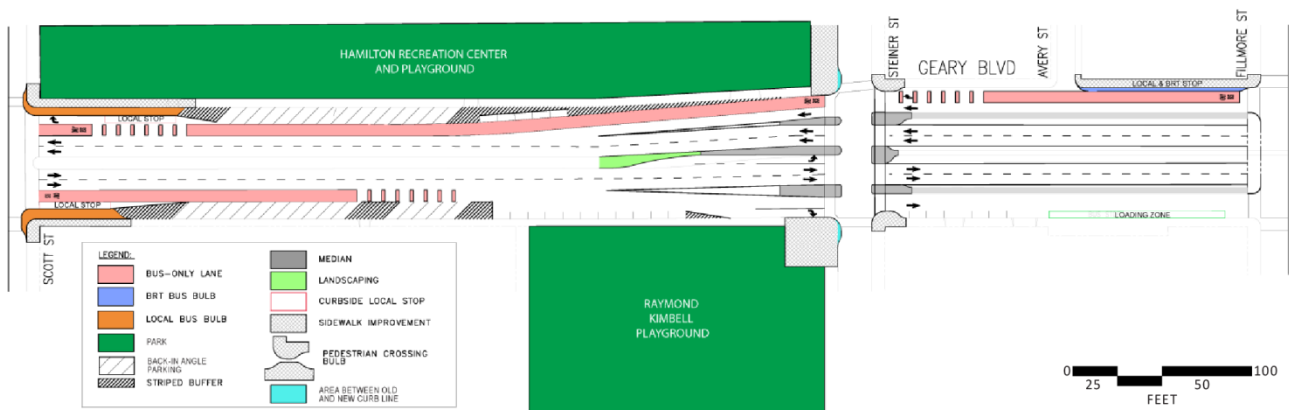 HAMILTON RECREATION CENTER
AND PLAYGROUND
STEINER ST
GEARY BLVD
AVERY ST
FILLMORE ST
LOCAL & BRT STOP
LOCAL STOP
LOCAL STOP
LOADING ZONE
SCOTT ST
LEGEND:
BUS-ONLY LANE
BRT BUS BULB
LOCAL BUS BULB
PARK
BACK-IN ANGLE
PARKING
STRIPED BUFFER
MEDIAN
LANDSCAPING
CURBSIDE LOCAL STOP
SIDEWALK IMPROVEMENT
PEDESTRIAN CROSSING
BULB
AREA BETWEEN OLD
AND NEW CURB LINE
RAYMOND
KIMBELL
PLAYGROUND
0 100
25 50
FEET